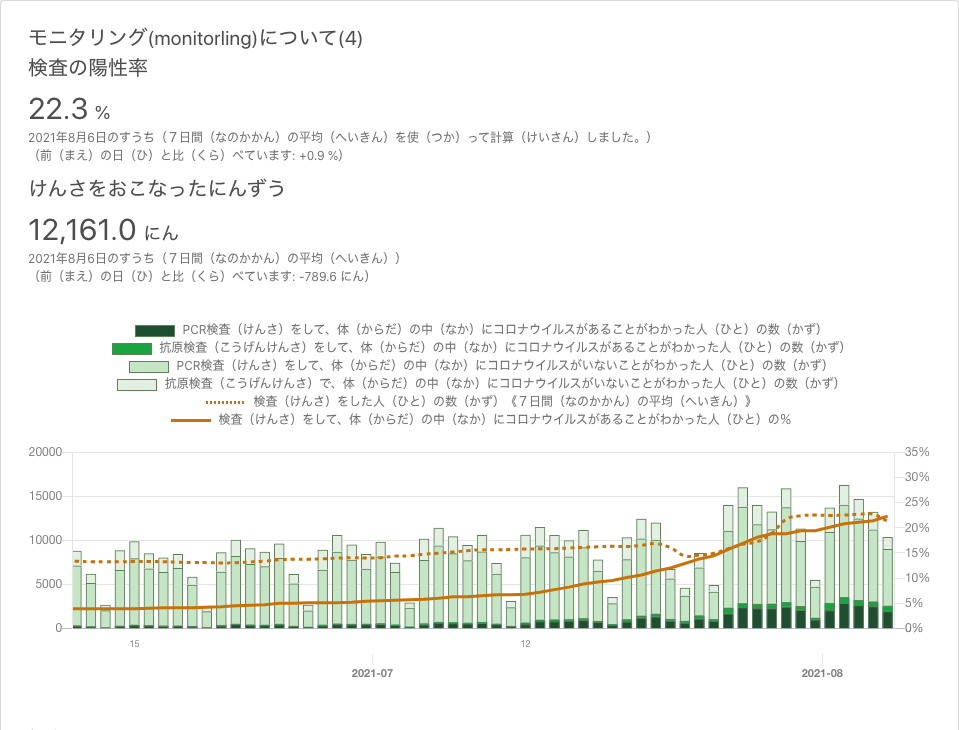 モニタリング(monitorling)について(4)
検査の陽性率
22.3 %
2021年8月6日のすうち（７日間（なのかかん）の平均（へいきん）を使（つか）って計算（けいさん）しました。）
（前（まえ）の日（ひ）と比（くら）べています: +0.9 %）
けんさをおこなったにんずう
12,161.0 にん
2021年8月6日のすうち（７日間（なのかかん）の平均（へいきん））
（前（まえ）の日（ひ）と比（くら）べています: -789.6 にん）
PCR検査（けんさ）をして、体（からだ）の中（なか）にコロナウイルスがあることがわかった人（ひと）の数（かず）
抗原検査（こうげんけんさ）をして、体（からだ）の中（なか）にコロナウイルスがあることがわかった人（ひと）の数（かず）
PCR検査（けんさ）をして、体（からだ）の中（なか）にコロナウイルスがいないことがわかった人（ひと）の数（かず）
抗原検査（こうげんけんさ）で、体（からだ）の中（なか）にコロナウイルスがいないことがわかった人（ひと）の数（かず）
検査（けんさ）をした人（ひと）の数（かず）《７日間（なのかかん）の平均（へいきん）》
検査（けんさ）をして、体（からだ）の中（なか）にコロナウイルスがあることがわかった人（ひと）の%
20000 35%
30%
15000 25%
10000 20%
15%
5000 10%
5%
0 0%
15 12
2021-07 2021-08